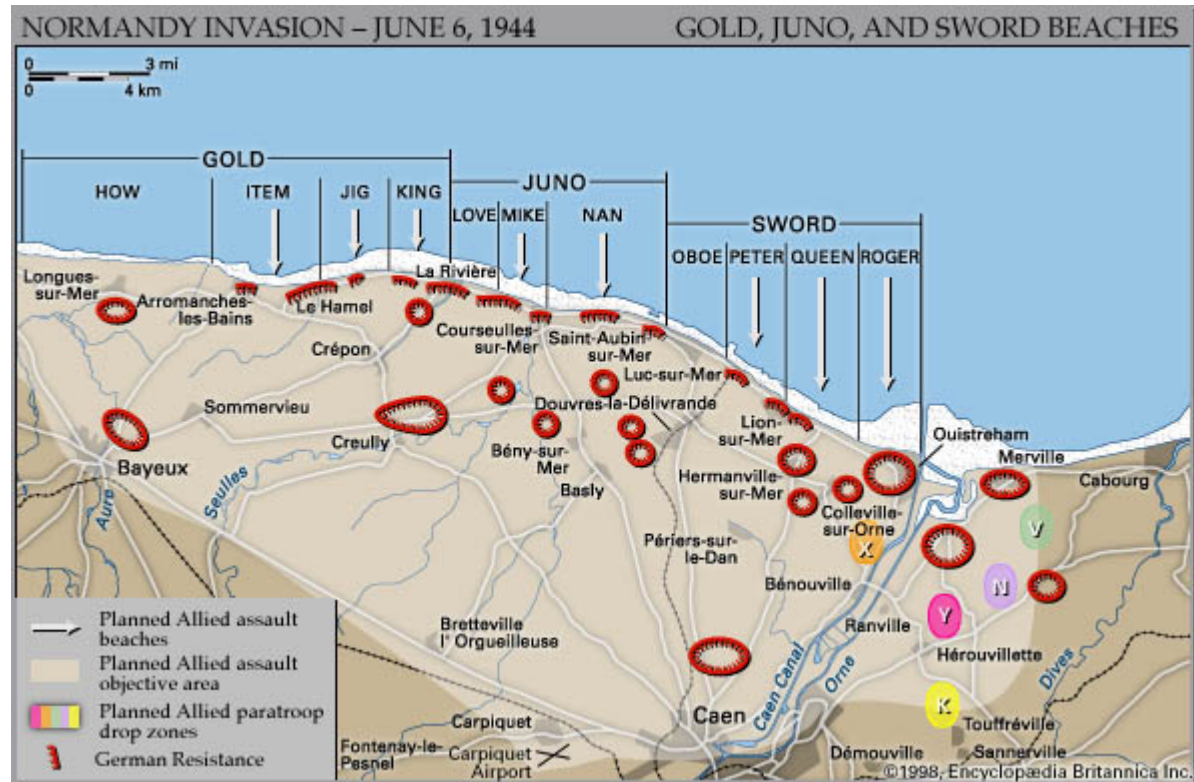 NORMANDY INVASION – JUNE 6, 1944
GOLD, JUNO, AND SWORD BEACHES
0 3 mi
0 4 km
GOLD
HOW
ITEM
JIG
KING
JUNO
LOVE
MIKE
NAN
SWORD
OBOE
PETER
QUEEN
ROGER
Longues-
sur-Mer
Arromanches-
les-Bains
Le Hamel
La Rivière
Crépon
Courseulles-
sur-Mer
Saint-Aubin
sur-Mer
Luc-sur-Mer
Douvres-la-Délivrande
Lion-
sur-Mer
Ouistreham
Merville
Cabourg
Sommervieu
Creully
Bayeux
Aure
Seulles
Bény-sur-
Mer
Basly
Hermanville-
sur-Mer
Colleville-
sur-Orne
Périers-sur-
le-Dan
X
V
N
Y
K
Bénouville
Ranville
Hérouvillette
Bretteville
l' Orgueilleuse
Caen Canal
Orne
Dives
Caen
Carpiquet
Carpiquet
Airport
Fontenay-le-
Pesnel
Touffréville
Démouville
Sannerville
Planned Allied assault
beaches
Planned Allied assault
objective area
Planned Allied paratroop
drop zones
German Resistance
©1998, Encyclopædia Britannica Inc.